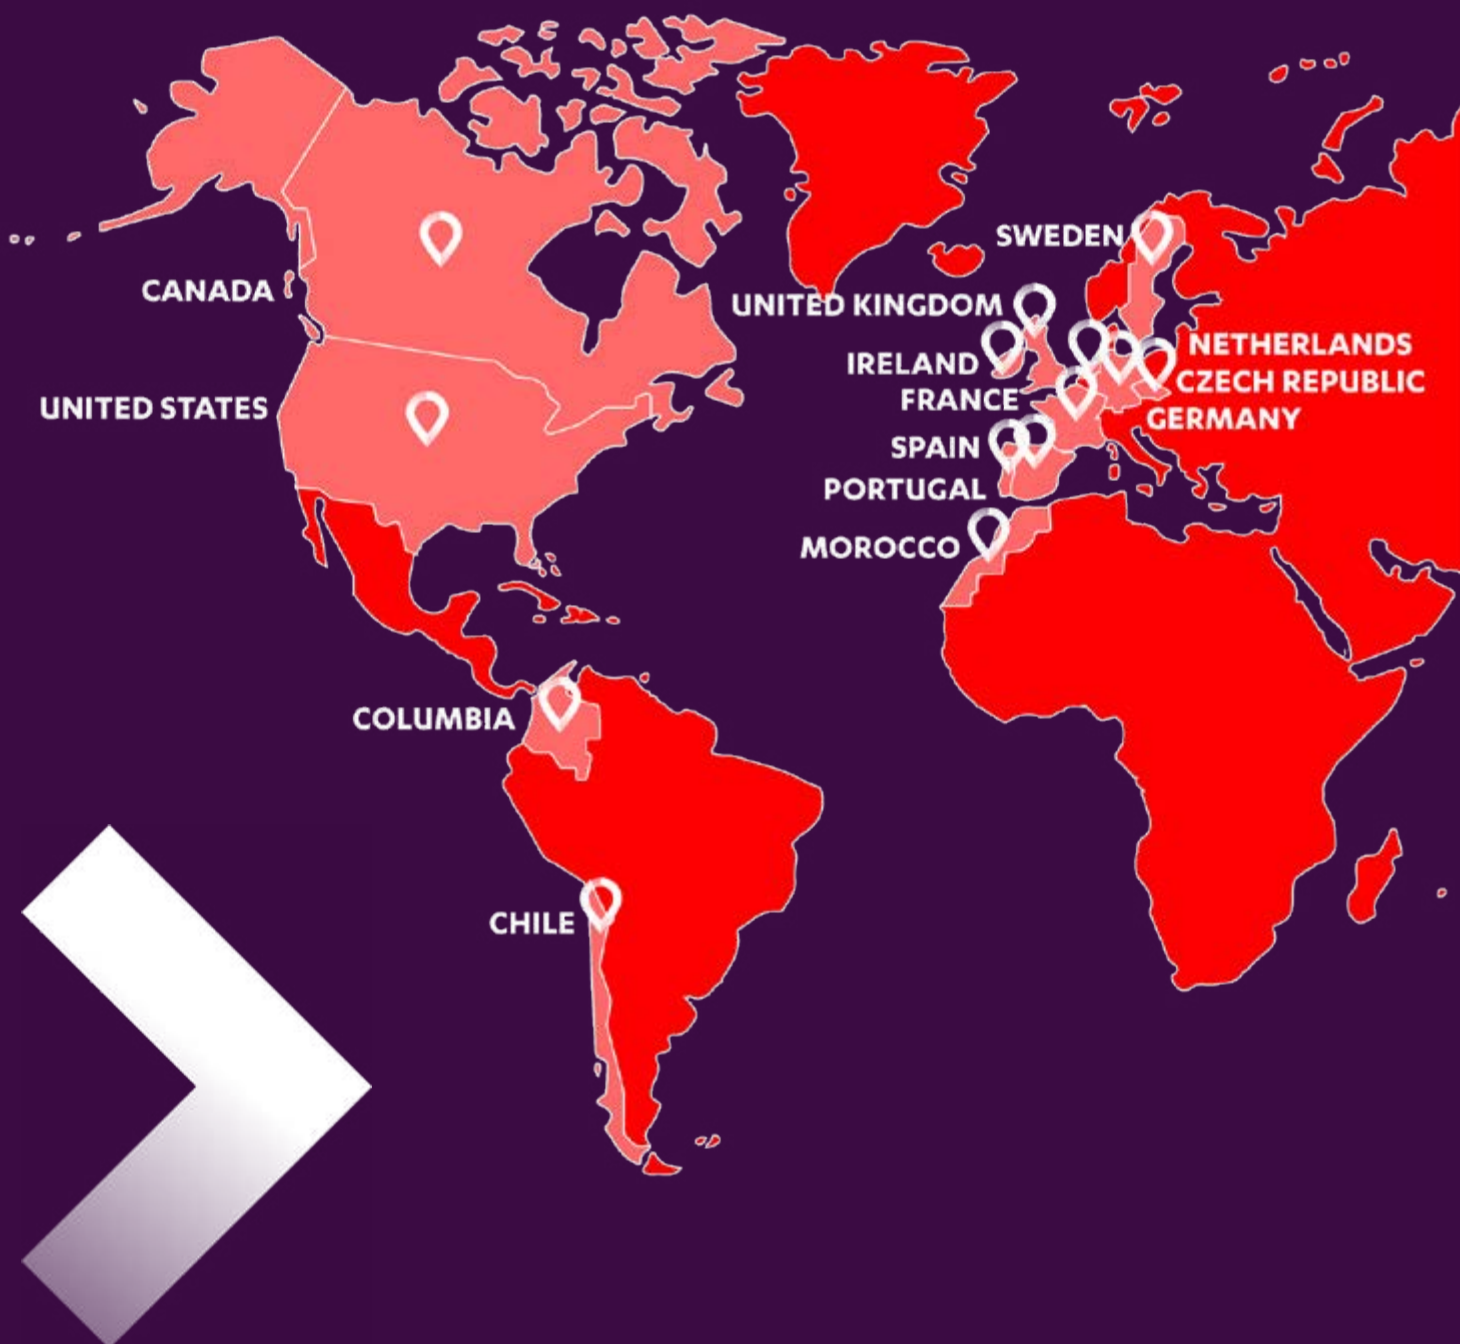 SWEDEN
CANADA
UNITED KINGDOM
NETHERLANDS
IRELAND
CZECH REPUBLIC
FRANCE
UNITED STATES
GERMANY
SPAIN
PORTUGAL
MOROCCO
COLUMBIA
CHILE